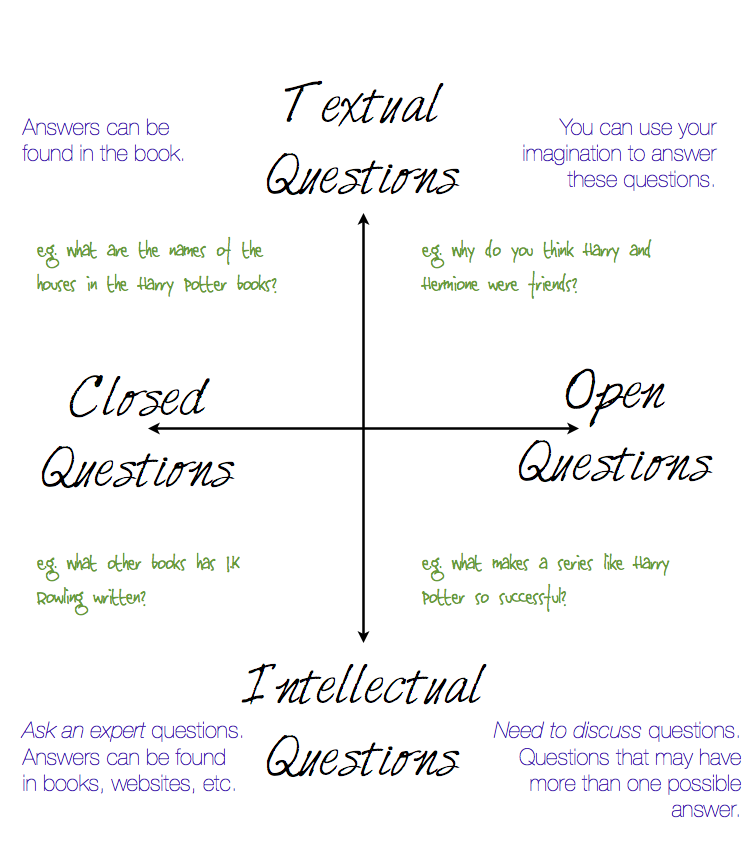 Textual
Questions
Answers can be
found in the book.
You can use your
imagination to answer
these questions.
eg. what are the names of the
houses in the Harry Potter books?
eg. why do you think Harry and
Hermione were friends?
Closed
Questions
Open
Questions
eg. what other books has J.K
Rowling written?
eg. what makes a series like Harry
Potter so successful?
Intellectual
Questions
Ask an expert questions.
Answers can be found
in books, websites, etc.
Need to discuss questions.
Questions that may have
more than one possible
answer.